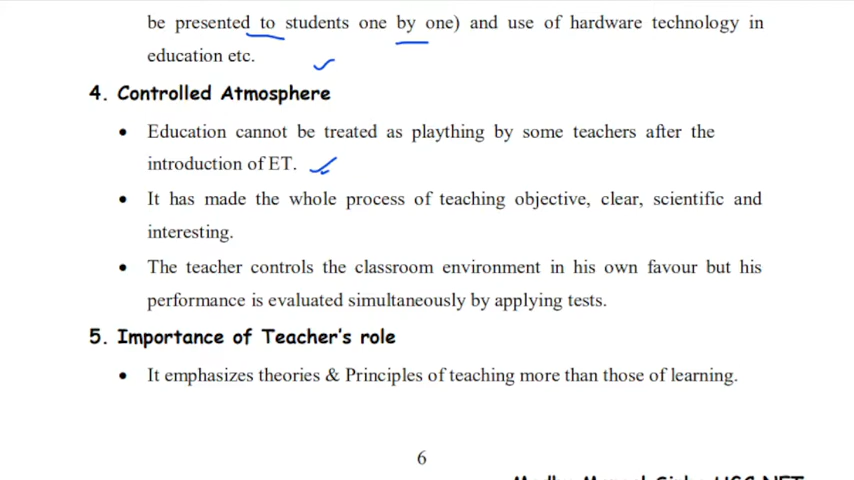 be presented to students one by one) and use of hardware technology in
education etc.
4. Controlled Atmosphere
• Education cannot be treated as plaything by some teachers after the
introduction of ET.
• It has made the whole process of teaching objective, clear, scientific and
interesting.
• The teacher controls the classroom environment in his own favour but his
performance is evaluated simultaneously by applying tests.
5. Importance of Teacher's role
• It emphasizes theories & Principles of teaching more than those of learning.
6